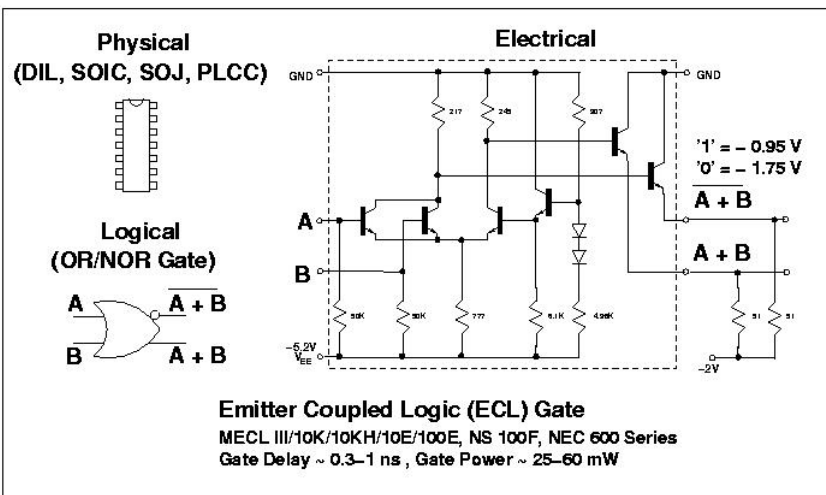 Physical
(DIL, SOIC, SOJ, PLCC)
Electrical
GND
GND
217
245
907
'1' = – 0.95 V
'0' = – 1.75 V
A + B
A
B
A + B
Logical
(OR/NOR Gate)
A
A + B
B
A + B
50K
50K
777
6.1K
4.98K
51
51
–5.2V
VEE
–2V
Emitter Coupled Logic (ECL) Gate
MECL III/10K/10KH/10E/100E, NS 100F, NEC 600 Series
Gate Delay ~ 0.3–1 ns , Gate Power ~ 25–60 mW